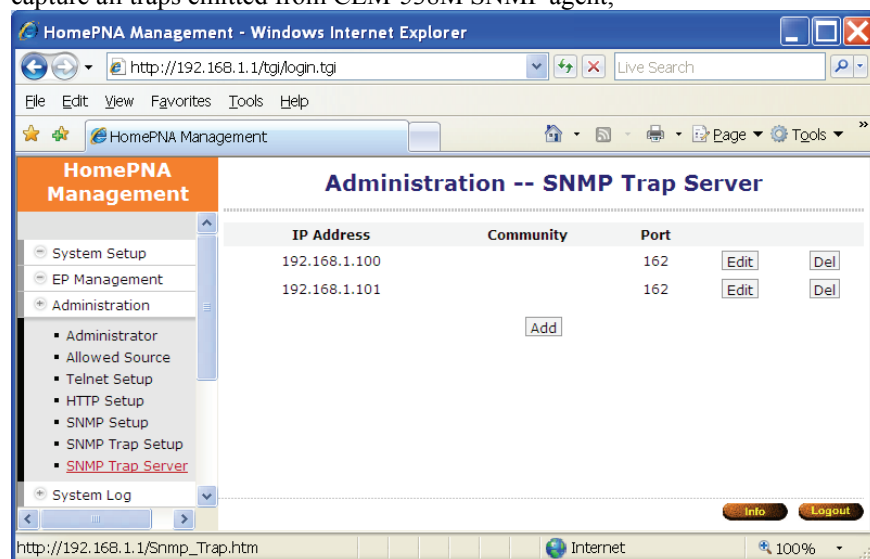 capture all traps emitted from CEM-538M SNMP agent,
HomePNA Management - Windows Internet Explorer
http://192.168.1.1/tgi/login.tgi
Live Search
File Edit View Favorites Tools Help
HomePNA Management
Page Tools »
HomePNA
Management
Administration -- SNMP Trap Server
System Setup
EP Management
Administration
Administrator
Allowed Source
Telnet Setup
HTTP Setup
SNMP Setup
SNMP Trap Setup
SNMP Trap Server
System Log
IP Address Community Port
192.168.1.100 162 Edit Del
192.168.1.101 162 Edit Del
Add
Info Logout
http://192.168.1.1/Snmp_Trap.htm Internet 100%